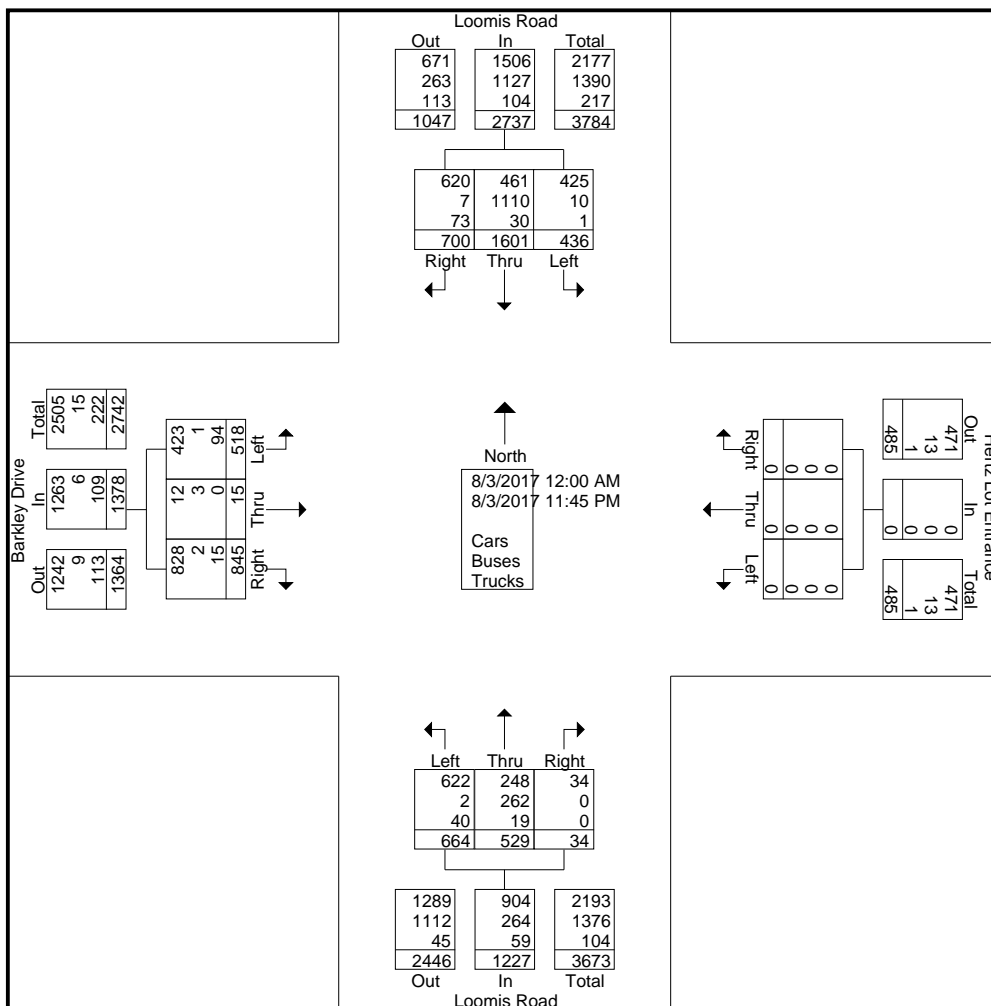 Loomis Road
Out In Total
671 1506 2177
263 1127 1390
113 104 217
1047 2737 3784
620 461 425
7 1110 10
73 30 1
700 1601 436
Right Thru Left
Barkley Drive
Total
2505
15
222
2742
In
1263
6
109
1378
Out
1242
9
113
1364
Left
423
1
94
518
Thru
12
3
0
15
Right
828
2
15
845
North
8/3/2017 12:00 AM
8/3/2017 11:45 PM
Cars
Buses
Trucks
Right
0
0
0
0
Thru
0
0
0
0
Left
0
0
0
0
Hertz Lot Entrance
Out
471
13
1
485
In
0
0
0
0
Total
471
13
1
485
Left Thru Right
622 248 34
2 262 0
40 19 0
664 529 34
1289 904 2193
1112 264 1376
45 59 104
2446 1227 3673
Out In Total
Loomis Road